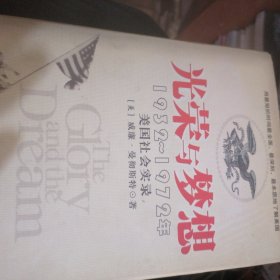 光荣与梦想
1932~1972年
美国社会实录
[美]威廉·曼彻斯特◎著
The
Glory
and the
Dream